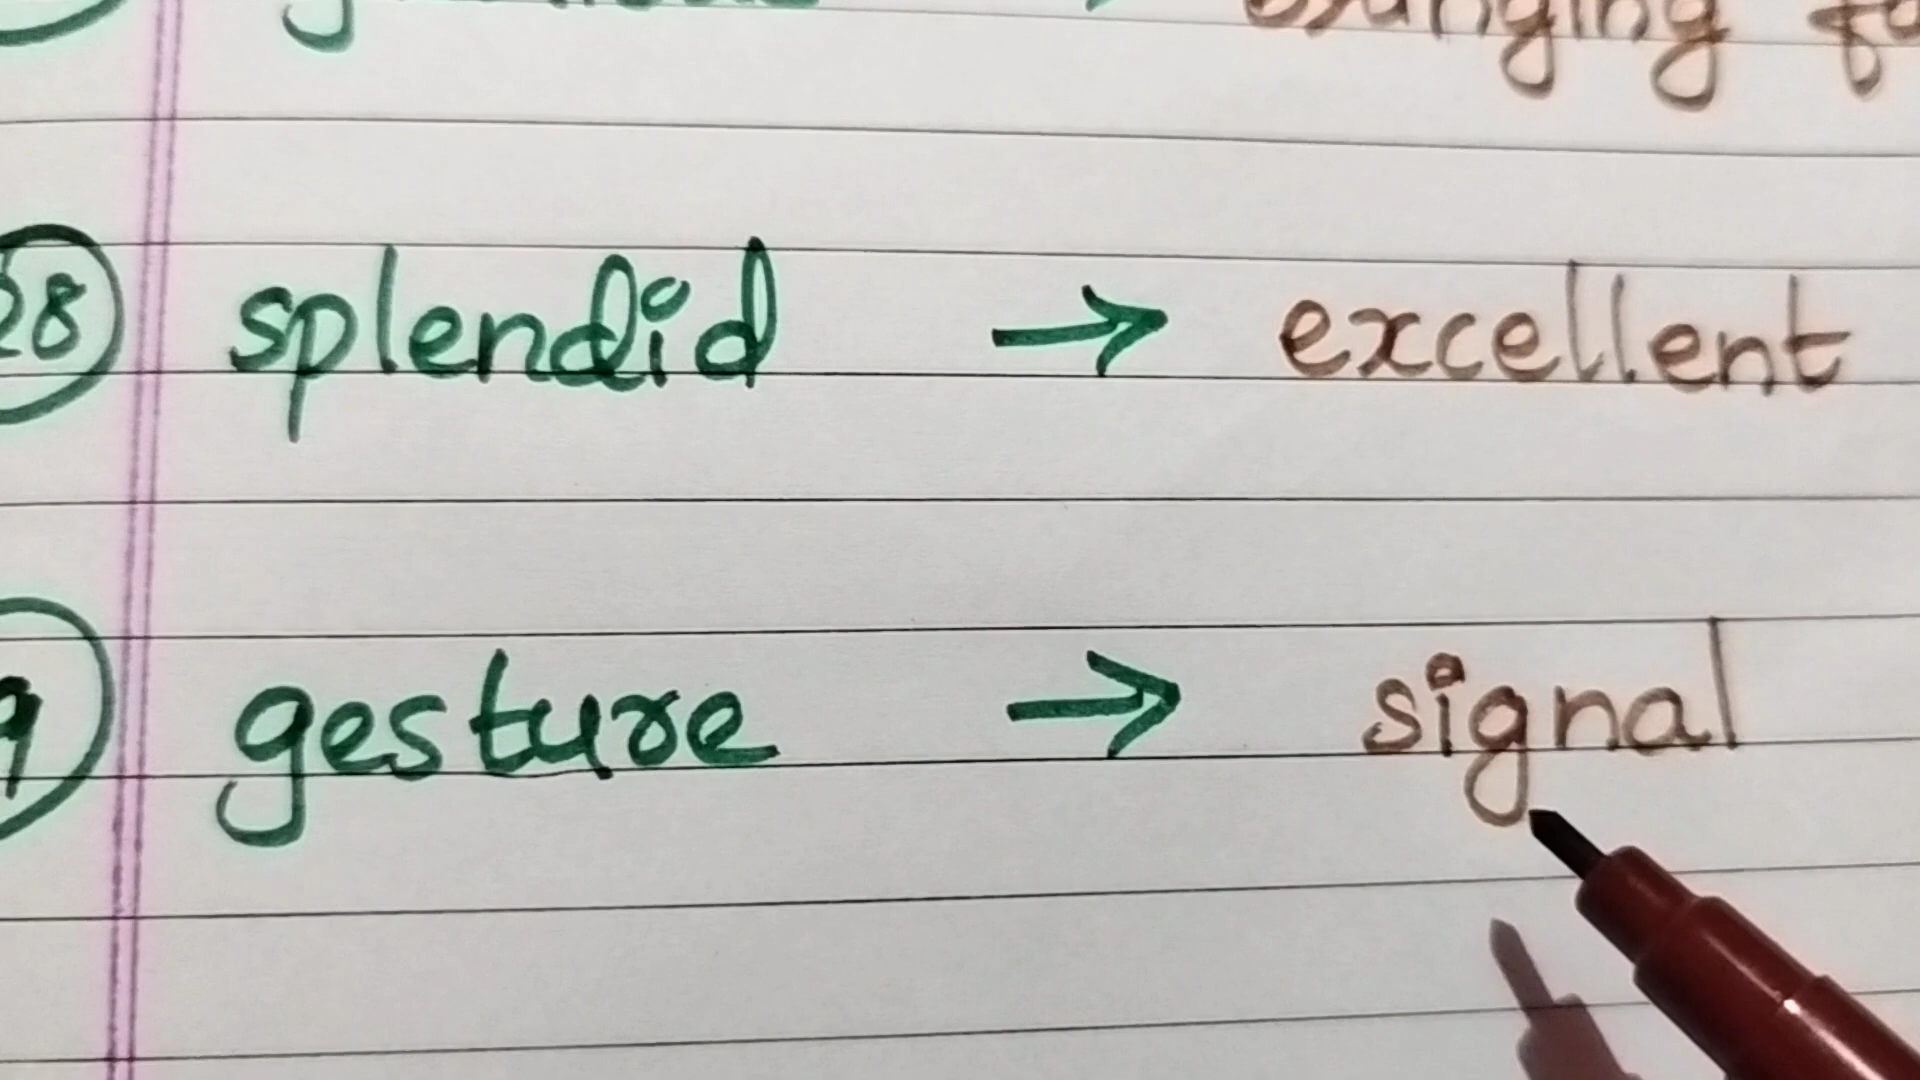 28 splendid → excellent
9 gesture → signal